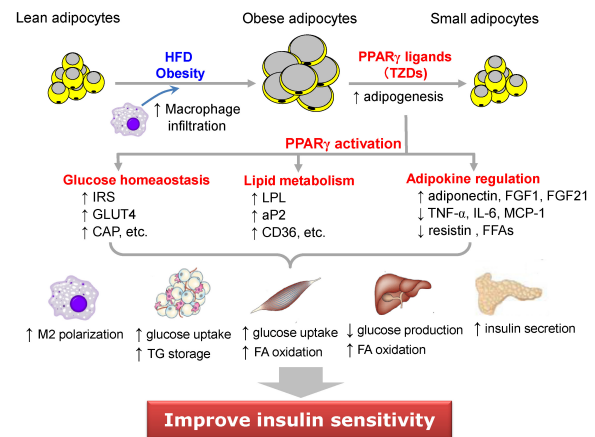 Lean adipocytes
Obese adipocytes
Small adipocytes
HFD
Obesity
PPARγ ligands
(TZDs)
↑ Macrophage
infiltration
↑ adipogenesis
PPARγ activation
Glucose homeaostasis
↑ IRS
↑ GLUT4
↑ CAP, etc.
Lipid metabolism
↑ LPL
↑ aP2
↑ CD36, etc.
Adipokine regulation
↑ adiponectin, FGF1, FGF21
↓ TNF-α, IL-6, MCP-1
↓ resistin , FFAs
↑ M2 polarization
↑ glucose uptake
↑ TG storage
↑ glucose uptake
↑ FA oxidation
↓ glucose production
↑ FA oxidation
↑ insulin secretion
Improve insulin sensitivity